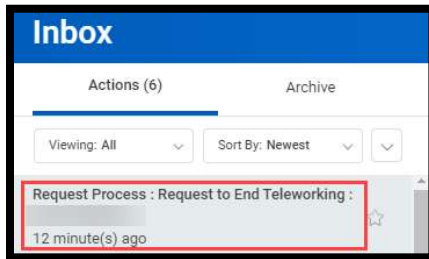 Inbox
Actions (6)
Archive
Viewing: All
Sort By: Newest
Request Process : Request to End Teleworking :
12 minute(s) ago